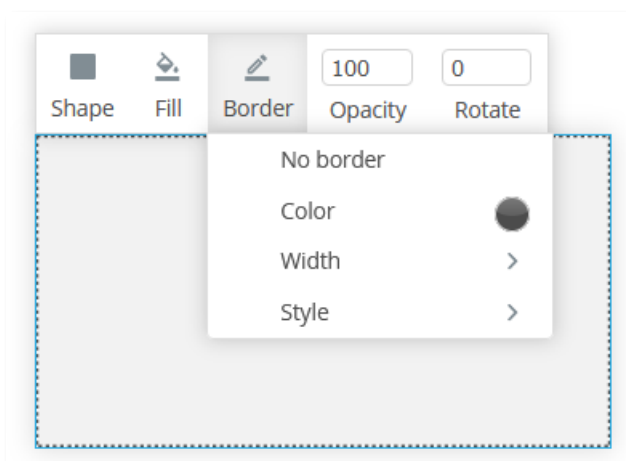 100 0
Shape Fill Border Opacity Rotate
No border
Color
Width
Style